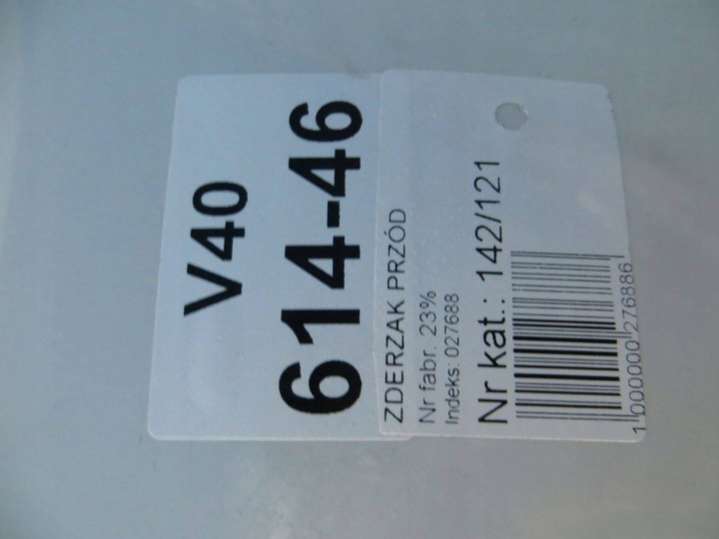 V40
614-46
ZDERZAK PRZÓD
Nr fabr. 23%
Indeks: 027688
Nr kat.: 142/121
1000000276886